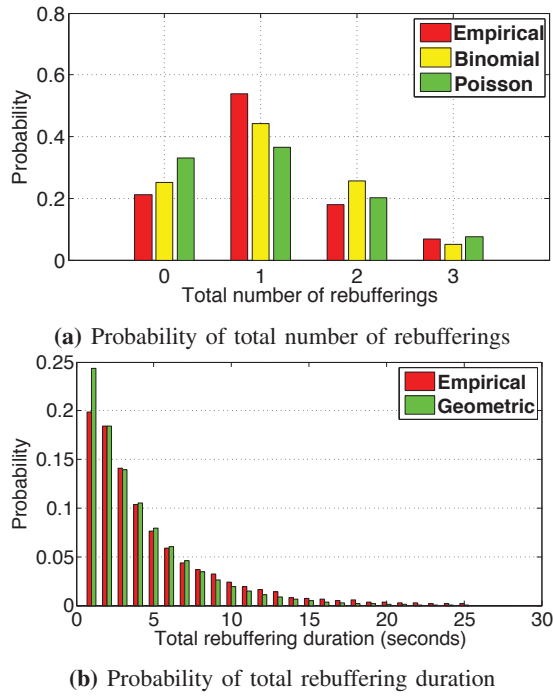 0.8
0.6
0.4
0.2
0
Probability
Empirical
Binomial
Poisson
0 1 2 3
Total number of rebufferings
(a) Probability of total number of rebufferings
0.25
0.2
0.15
0.1
0.05
0
Probability
Empirical
Geometric
0 5 10 15 20 25 30
Total rebuffering duration (seconds)
(b) Probability of total rebuffering duration